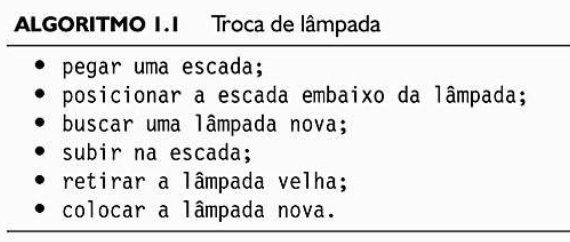 ALGORITMO 1.1 Troca de lâmpada
• pegar uma escada;
• posicionar a escada embaixo da lâmpada;
• buscar uma lâmpada nova;
• subir na escada;
• retirar a lâmpada velha;
• colocar a lâmpada nova.